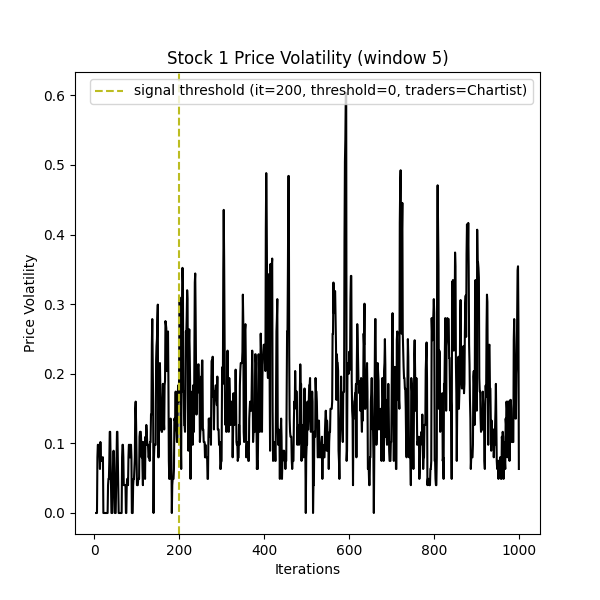 Stock 1 Price Volatility (window 5)
signal threshold (it=200, threshold=0, traders=Chartist)
0.6
0.5
0.4
0.3
0.2
0.1
0.0
Price Volatility
0 200 400 600 800 1000
Iterations